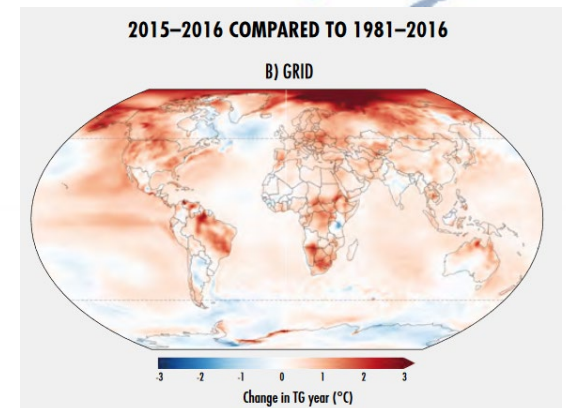 2015–2016 COMPARED TO 1981–2016
B) GRID
-3 -2 -1 0 1 2 3
Change in TG year (°C)